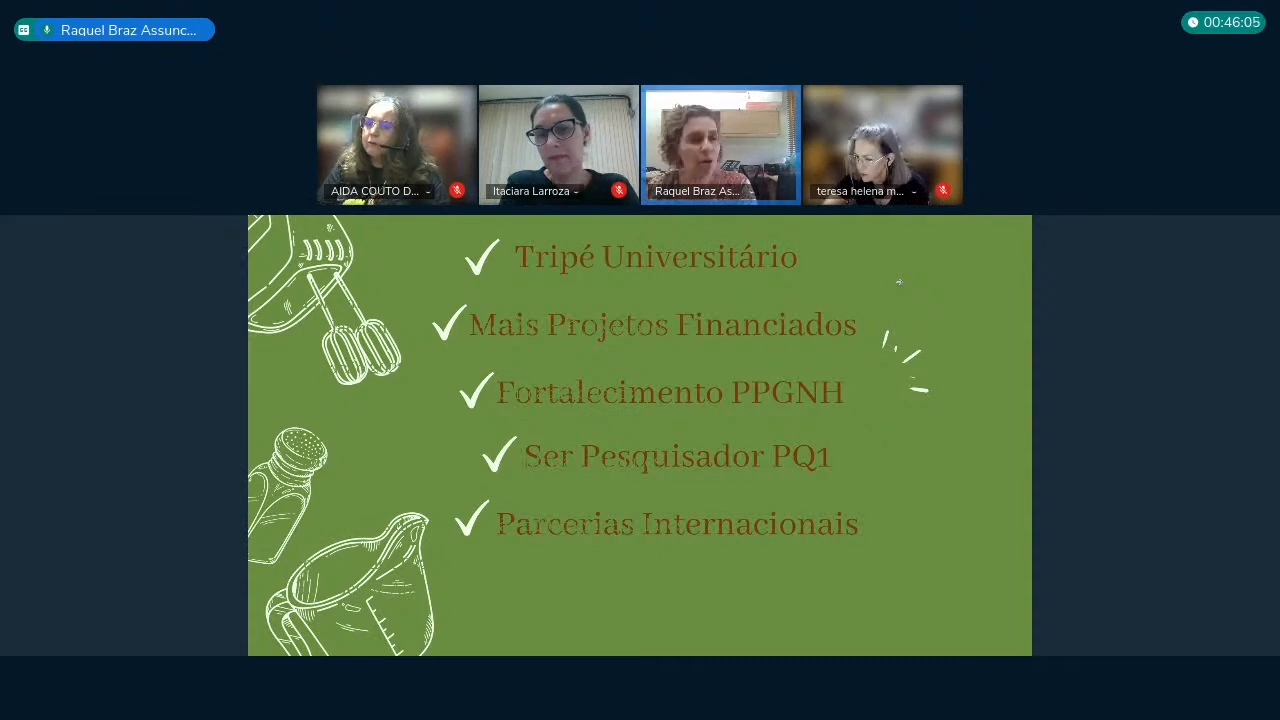 Raquel Braz Assunc...
00:46:05
AIDA COUTO D...
Itaciara Larroza
Raquel Braz As...
teresa helena m...
Tripé Universitário
Mais Projetos Financiados
Fortalecimento PPGNH
Ser Pesquisador PQ1
Parcerias Internacionais